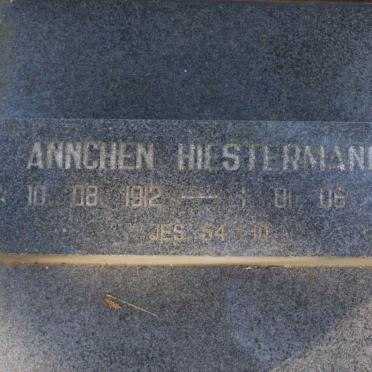 ANNCHEN HIESTERMANN
* 10. 08. 1912 — † 01. 06.
JES 54 : 10